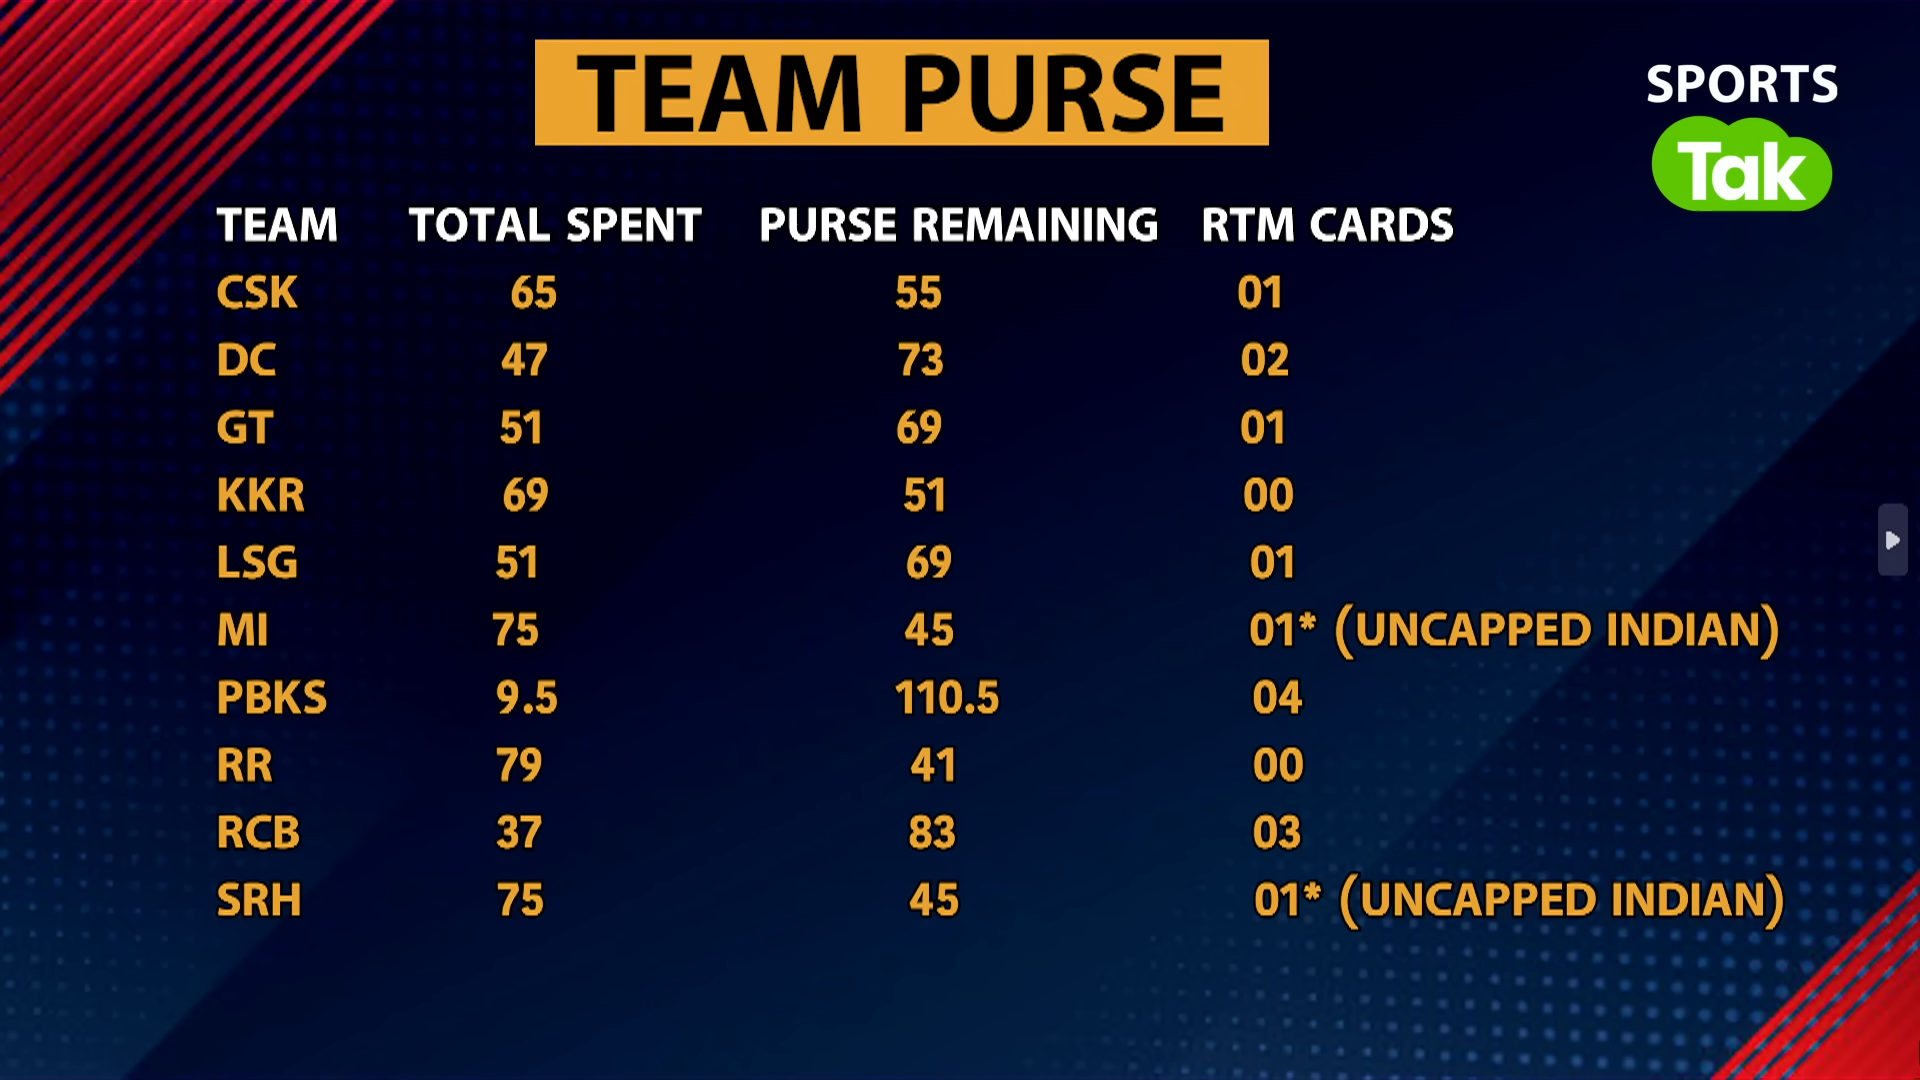 TEAM PURSE
SPORTS
Tak
TEAM TOTAL SPENT PURSE REMAINING RTM CARDS
CSK 65 55 01
DC 47 73 02
GT 51 69 01
KKR 69 51 00
LSG 51 69 01
MI 75 45 01* (UNCAPPED INDIAN)
PBKS 9.5 110.5 04
RR 79 41 00
RCB 37 83 03
SRH 75 45 01* (UNCAPPED INDIAN)